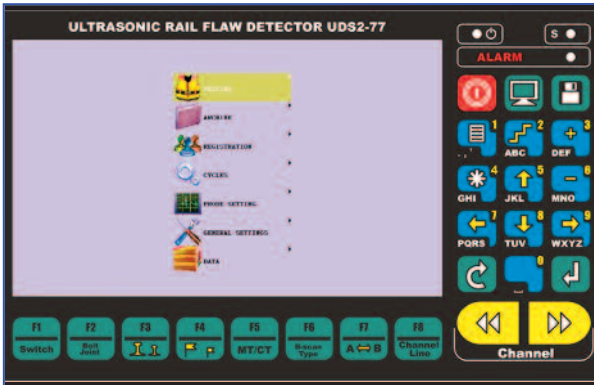 ULTRASONIC RAIL FLAW DETECTOR UDS2-77
S
ALARM
TESTING
ARCHIVE
REGISTRATION
CYCLES
PROBE SETTING
GENERAL SETTINGS
DATA
1
. , '
2
ABC
+ 3
DEF
4
GHI
5
JKL
- 6
MNO
7
PQRS
8
TUV
9
WXYZ
0
F1
Switch
F2
Bolt
Joint
F3
F4
F5
MT/CT
F6
B-scan
Type
F7
A ⇔ B
F8
Channel
Line
Channel